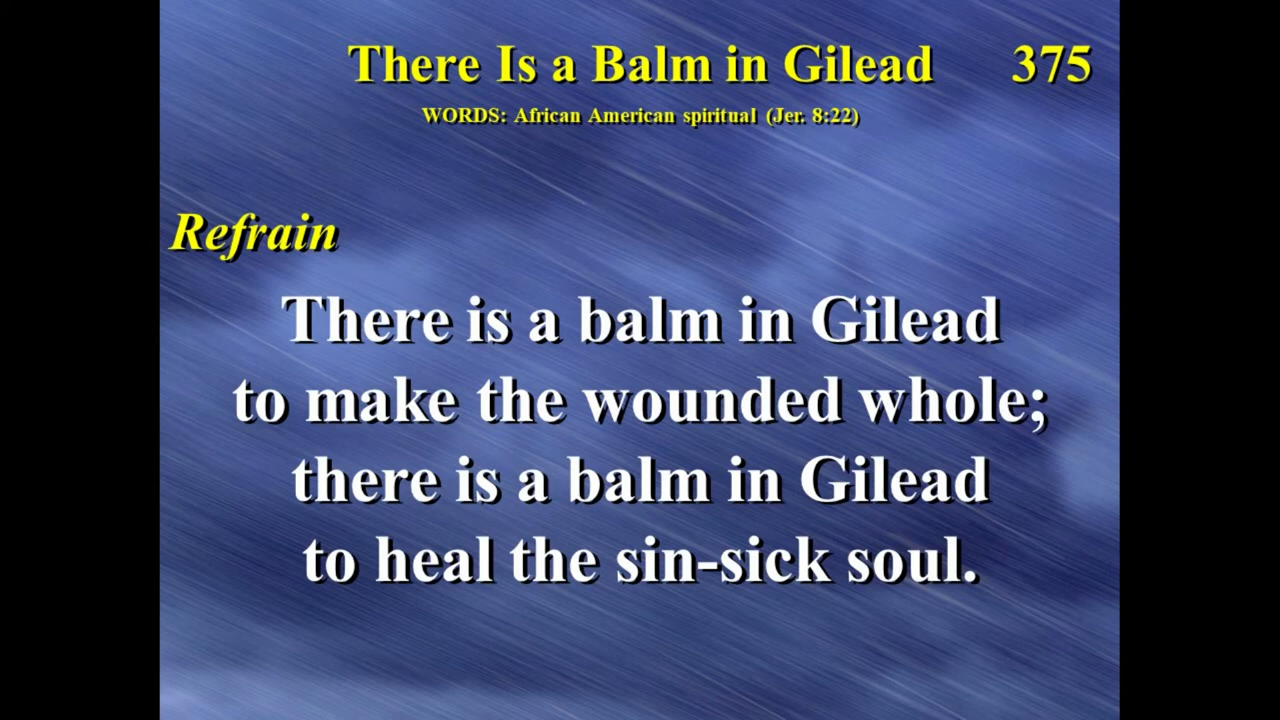 There Is a Balm in Gilead 375
WORDS: African American spiritual (Jer. 8:22)
Refrain
There is a balm in Gilead
to make the wounded whole;
there is a balm in Gilead
to heal the sin-sick soul.